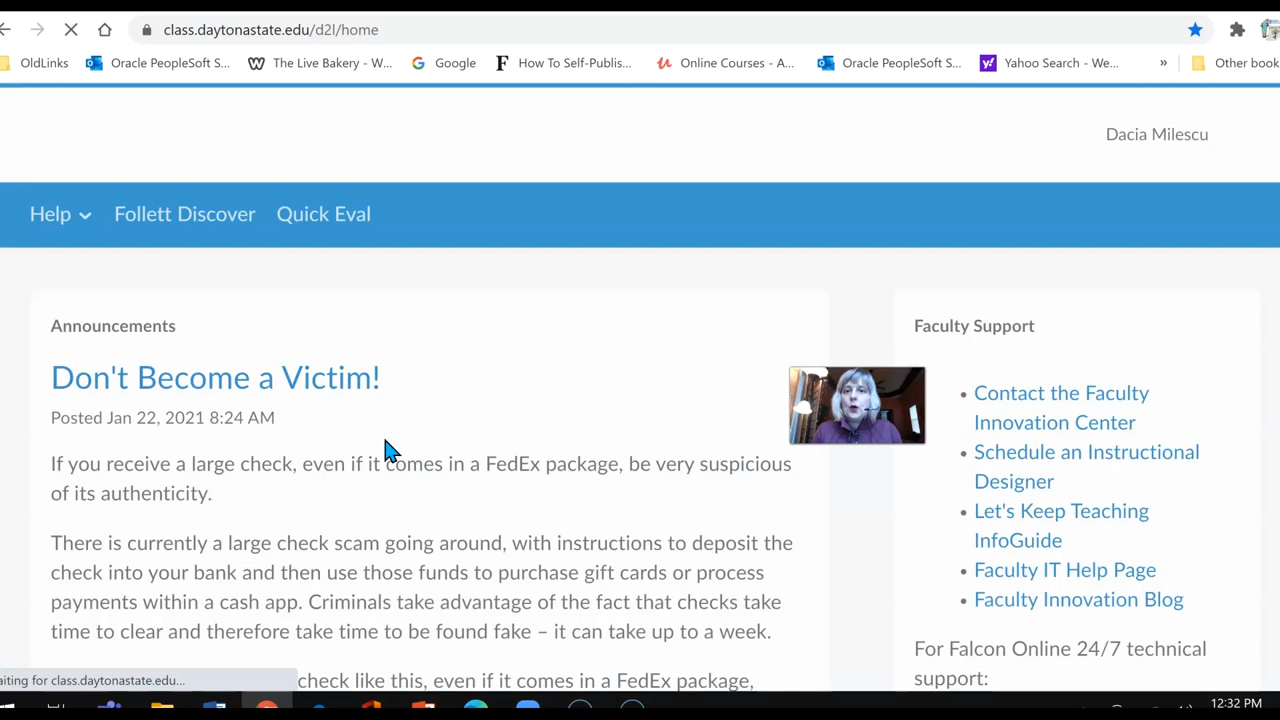 class.daytonastate.edu/d2l/home
OldLinks Oracle PeopleSoft S... The Live Bakery - W... Google How To Self-Publis... Online Courses - A... Oracle PeopleSoft S... Yahoo Search - We... » Other book
Dacia Milescu
Help Follett Discover Quick Eval
Announcements
Don't Become a Victim!
Posted Jan 22, 2021 8:24 AM
If you receive a large check, even if it comes in a FedEx package, be very suspicious
of its authenticity.
There is currently a large check scam going around, with instructions to deposit the
check into your bank and then use those funds to purchase gift cards or process
payments within a cash app. Criminals take advantage of the fact that checks take
time to clear and therefore take time to be found fake – it can take up to a week.
check like this, even if it comes in a FedEx package,
Faculty Support
• Contact the Faculty
Innovation Center
• Schedule an Instructional
Designer
• Let's Keep Teaching
InfoGuide
• Faculty IT Help Page
• Faculty Innovation Blog
For Falcon Online 24/7 technical
support:
aiting for class.daytonastate.edu...
12:32 PM